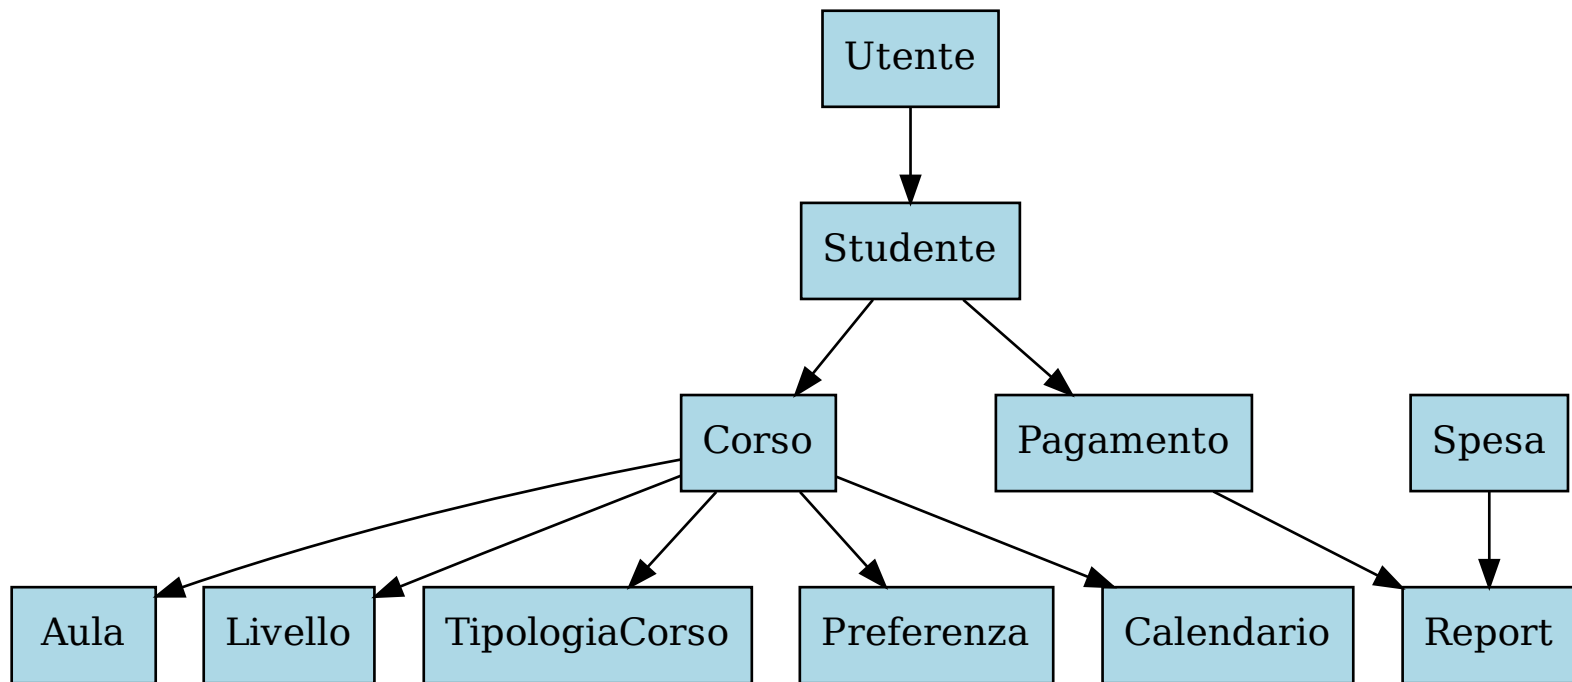 Utente
Studente
Corso
Pagamento
Spesa
Aula
Livello
TipologiaCorso
Preferenza
Calendario
Report